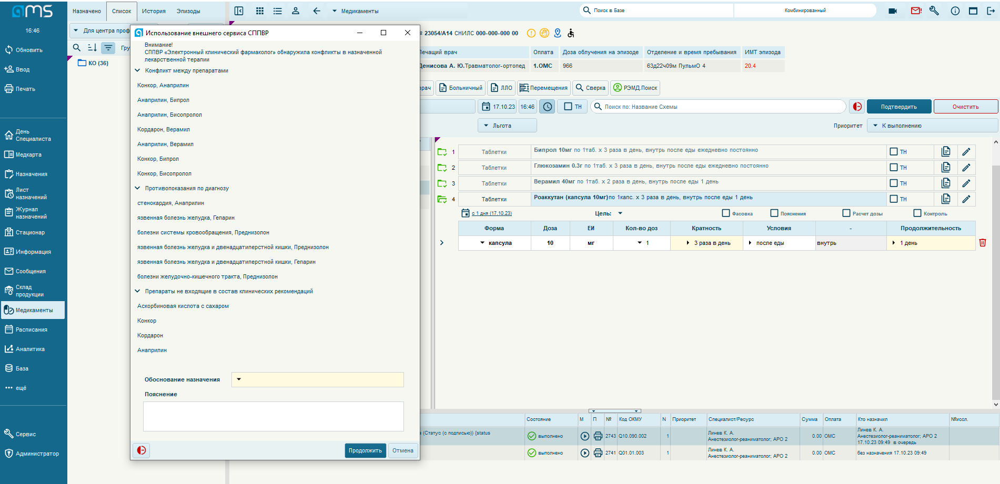 ams
16:46
Обновить
Ввод
Печать
День
Специалиста
Медкарта
Назначения
Лист
назначений
Журнал
назначений
Стационар
Информация
Сообщения
Склад
продукции
Медикаменты
Расписания
Аналитика
База
ещё
Сервис
Администратор
Назначено
Список
История
Эпизоды
Для центра проф
Гру
КО (36)
Медикаменты
Поиск в Базе
Комбинированный
23054/А14 СНИЛС 000-000-000 00
Лечащий врач
Оплата
Доза облучения на эпизоде
Отделение и время пребывания
ИМТ эпизода
Денисова А. Ю.Травматолог-ортопед
1.ОМС
966
63д22ч09м ПульмО 4
20.4
рач
Больничный
ЛЛО
Перемещения
Сверка
РЭМД.Поиск
17.10.23
16:46
ТН
Поиск по: Название Схемы
Подтвердить
Очистить
Льгота
Приоритет
К выполнению
1 Таблетки Бипрол 10мг по 1таб. х 3 раза в день, внутрь после еды ежедневно постоянно ТН
2 Таблетки Глюкозамин 0.3г по 1таб. х 3 раза в день, внутрь после еды ежедневно постоянно ТН
3 Таблетки Верамил 40мг по 1таб. х 2 раза в день, внутрь после еды 1 день ТН
4 Таблетки Роаккутан (капсула 10мг)по 1капс. х 3 раза в день, внутрь после еды 1 день ТН
с 1 дня (17.10.23) Цель: Фасовка Пояснения Расчет дозы Контроль
Форма Доза ЕИ Кол-во доз Кратность Условия - Продолжительность
капсула 10 мг 1 3 раза в день после еды внутрь 1 день
Использование внешнего сервиса СППВР
Внимание!
СППВР «Электронный клинический фармаколог» обнаружила конфликты в назначенной
лекарственной терапии
Конфликт между препаратами
Конкор, Анаприлин
Анаприлин, Бипрол
Анаприлин, Бисопролол
Кордарон, Верамил
Анаприлин, Верамил
Конкор, Бипрол
Конкор, Бисопролол
Противопоказания по диагнозу
стенокардия, Анаприлин
язвенная болезнь желудка, Гепарин
болезни системы кровообращения, Преднизолон
язвенная болезнь желудка и двенадцатиперстной кишки, Преднизолон
язвенная болезнь желудка и двенадцатиперстной кишки, Гепарин
болезни желудочно-кишечного тракта, Преднизолон
Препараты не входящие в состав клинических рекомендаций
Аскорбиновая кислота с сахаром
Конкор
Кордарон
Анаприлин
Обоснование назначения
Пояснение
Продолжить
Отмена
Состояние М П № Код ОКМУ N Приоритет Специалист/Ресурс Сумма Оплата Кто назначил №иссл.
а (Статус (с подписью)) {status
выполнено 2743 Q10.090.002 1
Линев К. А.
Анестезиолог-реаниматолог; АРО 2
0.00 ОМС
Линев К. А.
Анестезиолог-реаниматолог; АРО 2
17.10.23 09:49 в очередь
выполнено 2741 Q01.01.003 1
Линев К. А.
Анестезиолог-реаниматолог; АРО 2
0.00 ОМС
без назначения 17.10.23 09:49